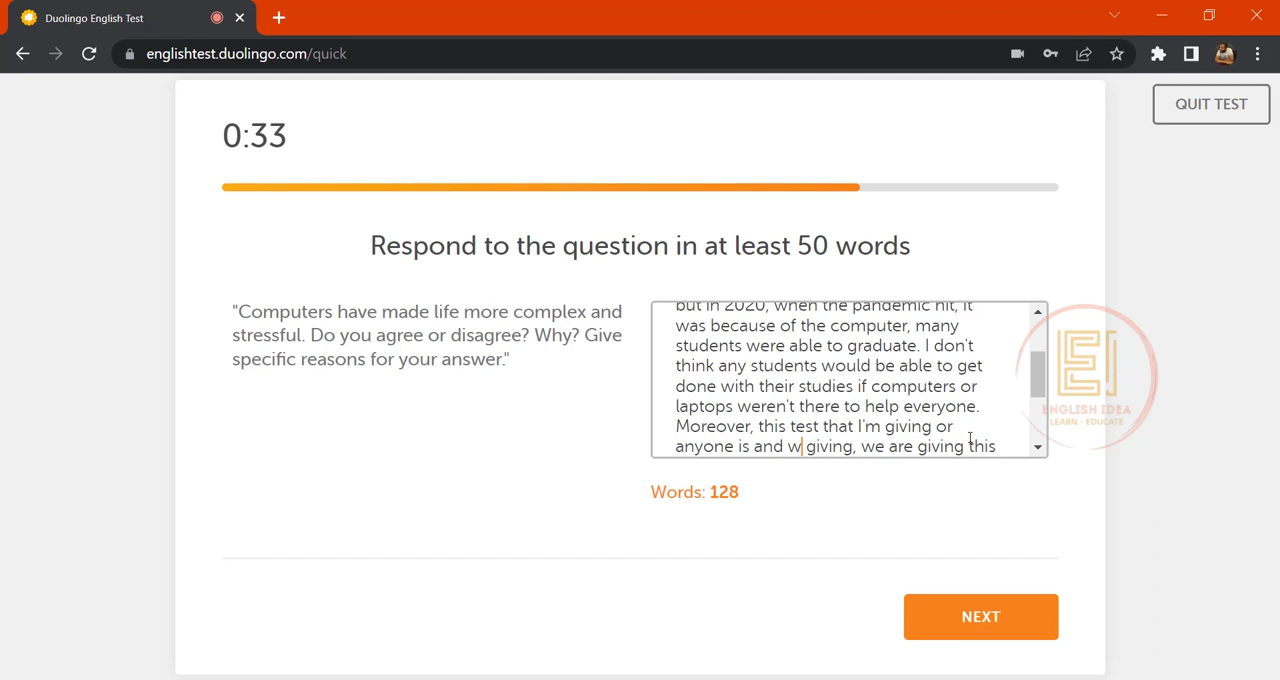 Duolingo English Test
englishtest.duolingo.com/quick
QUIT TEST
0:33
Respond to the question in at least 50 words
"Computers have made life more complex and
stressful. Do you agree or disagree? Why? Give
specific reasons for your answer."
but in 2020, when the pandemic hit, it
was because of the computer, many
students were able to graduate. I don't
think any students would be able to get
done with their studies if computers or
laptops weren't there to help everyone.
Moreover, this test that I'm giving or
anyone is and w giving, we are giving this
EI
ENGLISH IDEA
LEARN - EDUCATE
Words: 128
NEXT